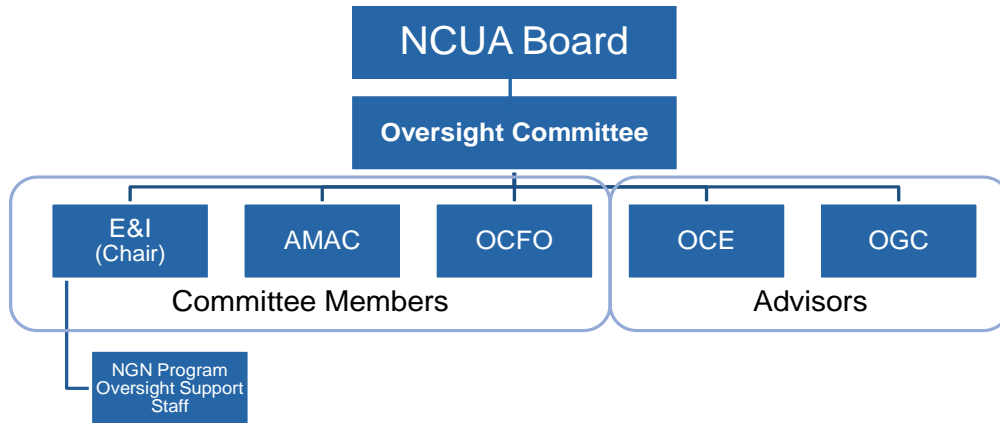 NCUA Board
Oversight Committee
E&I
(Chair)
AMAC
OCFO
OCE
OGC
Committee Members
Advisors
NGN Program
Oversight Support
Staff